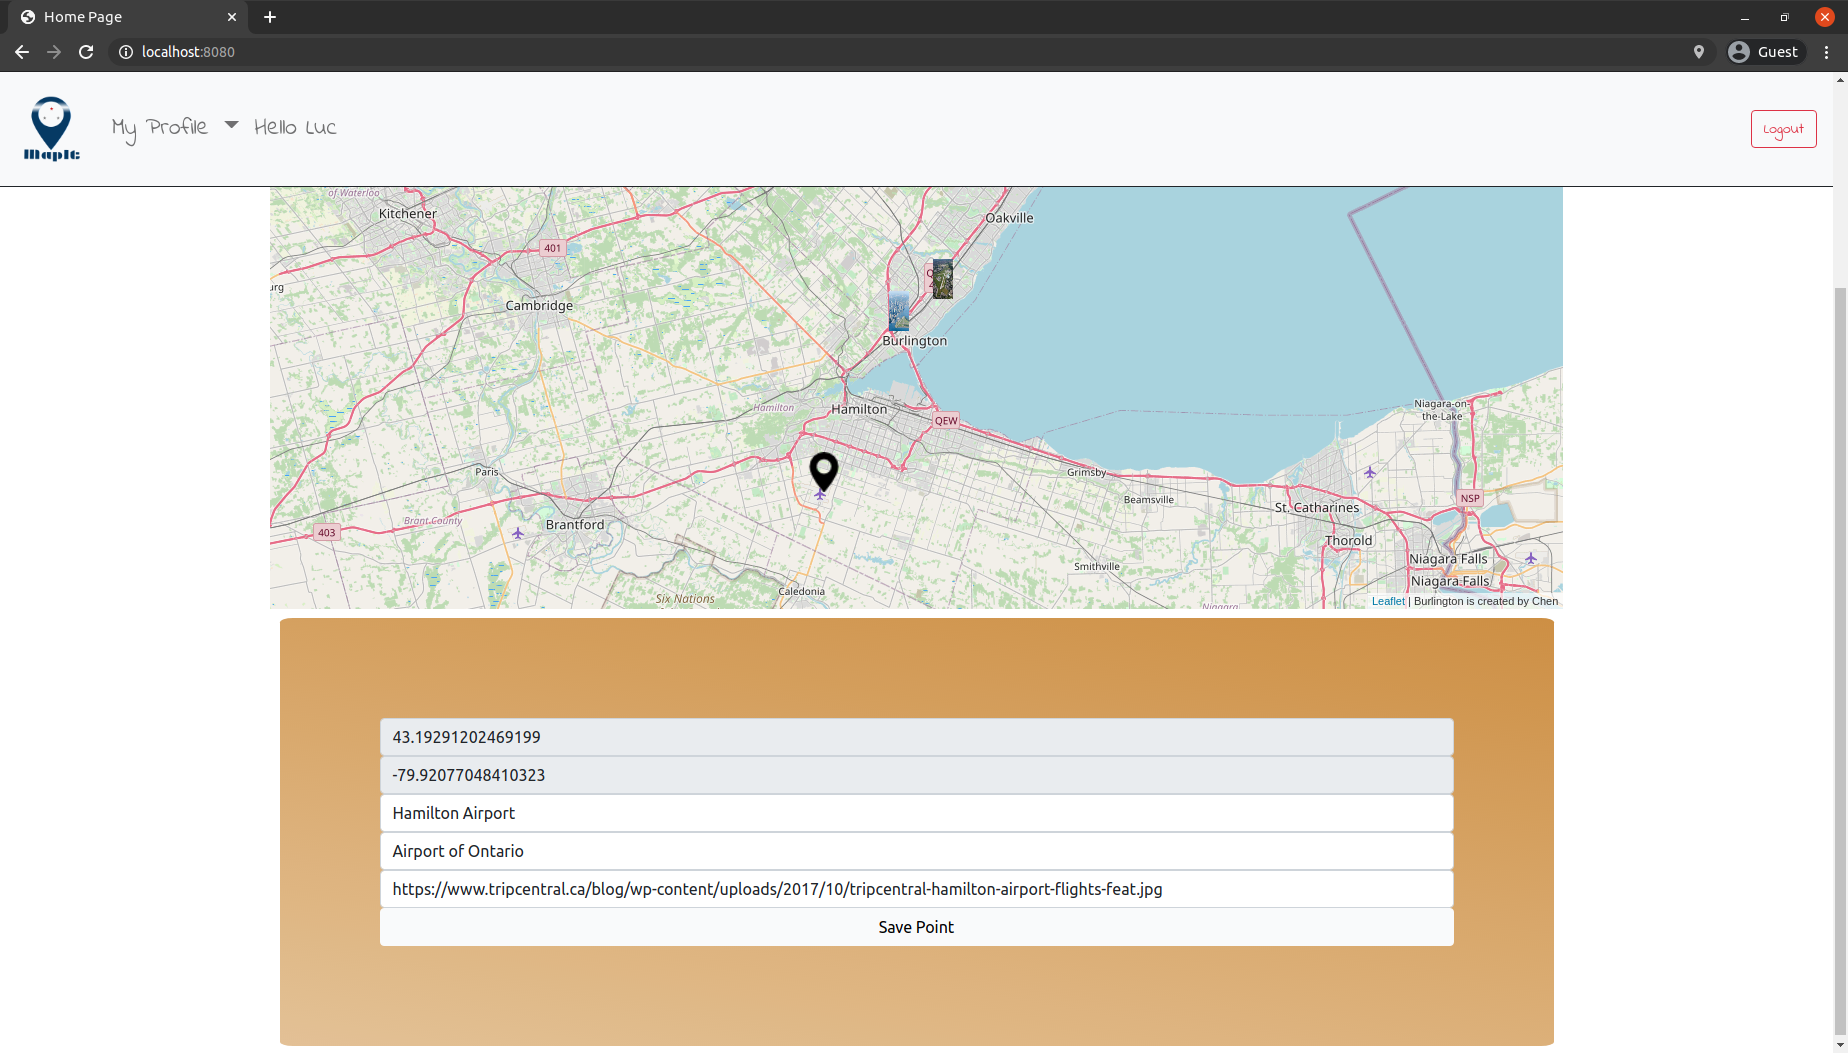 Home Page
localhost:8080
Guest
MapIt
My Profile
Hello Luc
Logout
of Waterloo
Kitchener
Oakville
401
urg
Cambridge
Burlington
Hamilton
Hamilton
QEW
Niagara-on-
the-Lake
Paris
Grimsby
Beamsville
NSP
St. Catharines
Brant County
Brantford
403
Thorold
Smithville
Niagara Falls
Niagara Falls
Caledonia
Six Nations
Niagara
Leaflet | Burlington is created by Chen
43.19291202469199
-79.92077048410323
Hamilton Airport
Airport of Ontario
https://www.tripcentral.ca/blog/wp-content/uploads/2017/10/tripcentral-hamilton-airport-flights-feat.jpg
Save Point